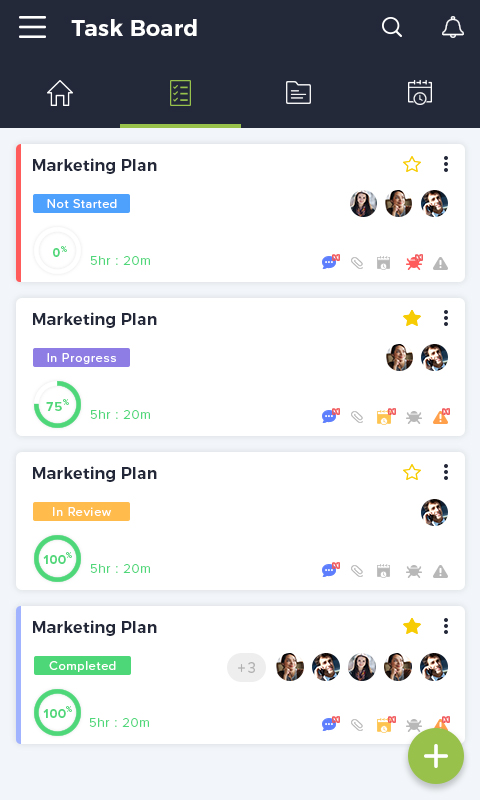 Task Board
Marketing Plan
Not Started
0%
5hr : 20m
Marketing Plan
In Progress
75%
5hr : 20m
Marketing Plan
In Review
100%
5hr : 20m
Marketing Plan
Completed
+3
100%
5hr : 20m